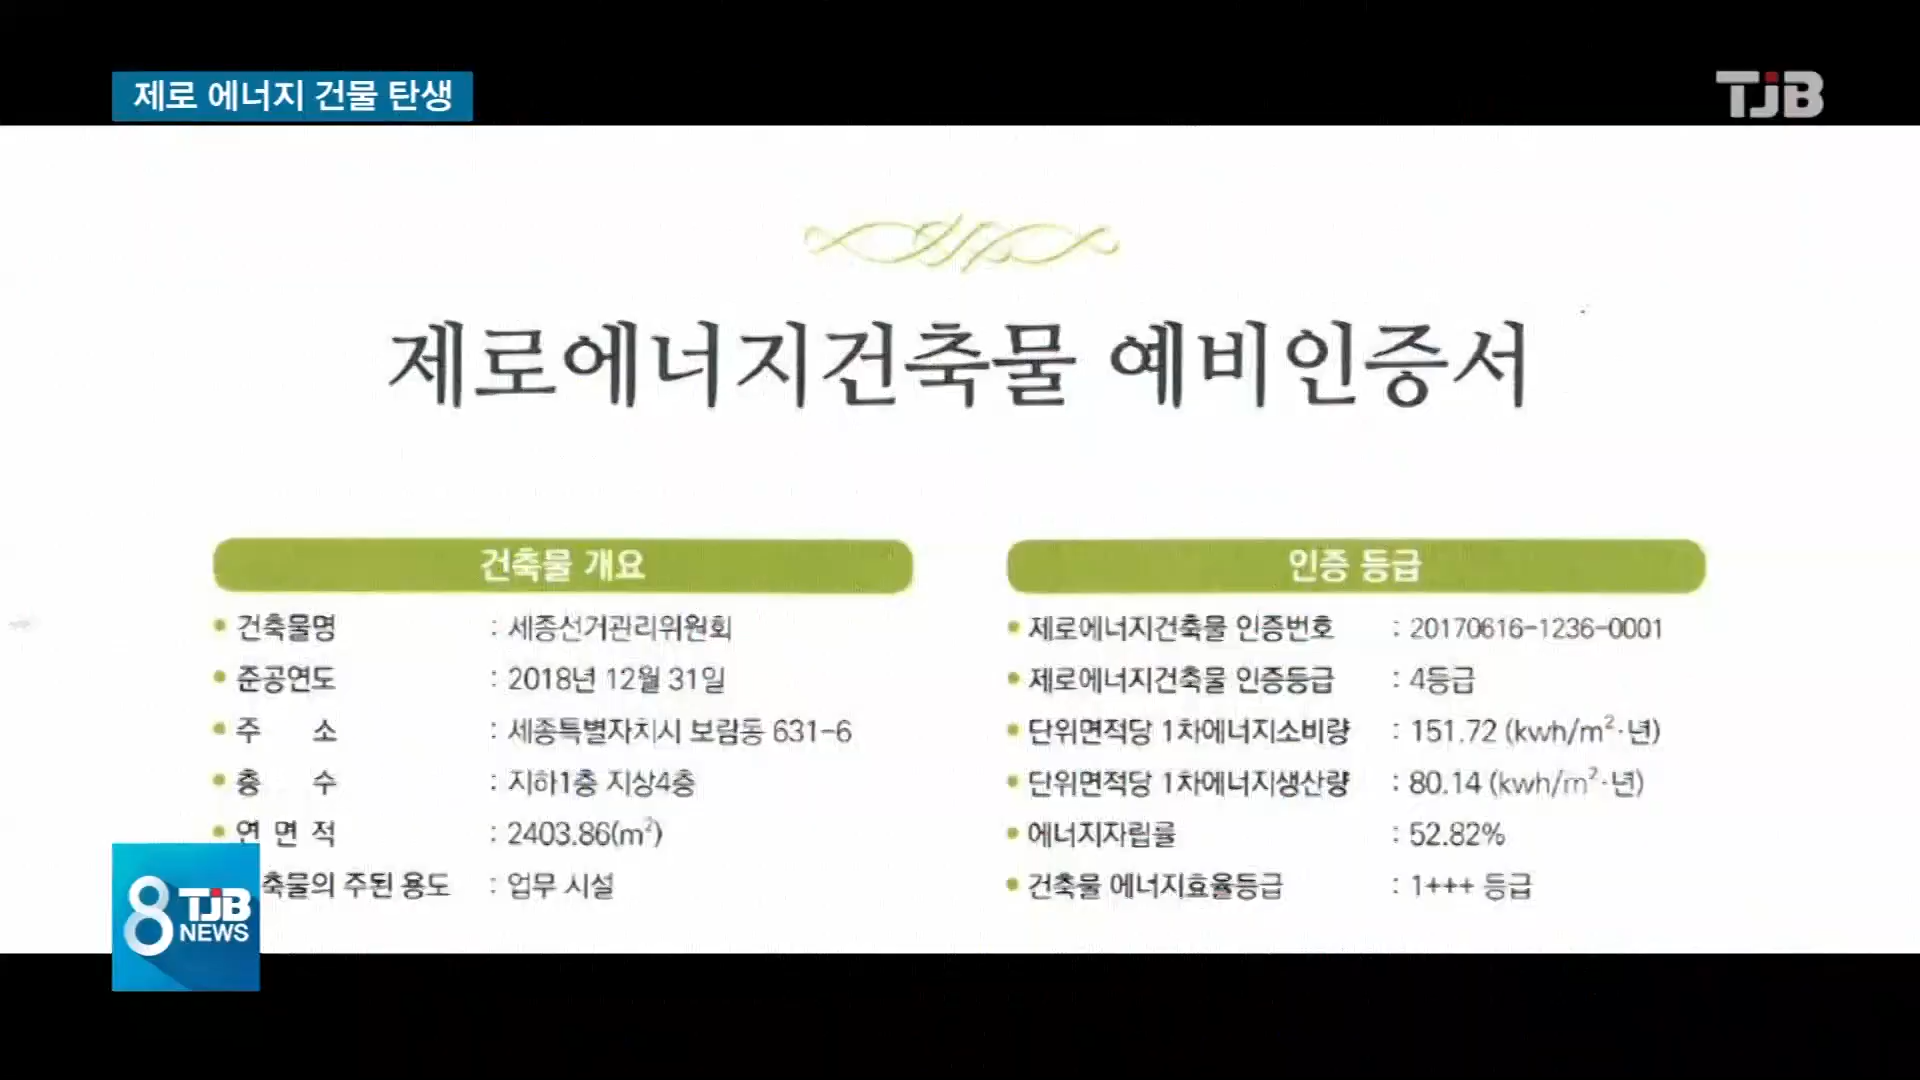 제로 에너지 건물 탄생
TJB
제로에너지건축물 예비인증서
건축물 개요
건축물명 : 세종선거관리위원회
준공연도 : 2018년 12월 31일
주 소 : 세종특별자치시 보람동 631-6
층 수 : 지하1층 지상4층
연 면 적 : 2403.86(m²)
축물의 주된 용도 : 업무 시설
인증 등급
제로에너지건축물 인증번호 : 20170616-1236-0001
제로에너지건축물 인증등급 : 4등급
단위면적당 1차에너지소비량 : 151.72 (kwh/m²·년)
단위면적당 1차에너지생산량 : 80.14 (kwh/m²·년)
에너지자립률 : 52.82%
건축물 에너지효율등급 : 1+++ 등급
8 TJB
NEWS